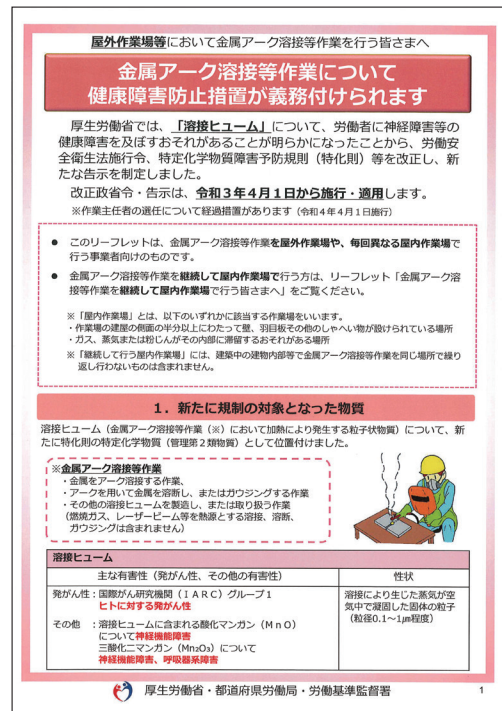 屋外作業場等において金属アーク溶接等作業を行う皆さまへ
金属アーク溶接等作業について
健康障害防止措置が義務付けられます
厚生労働省では、「溶接ヒューム」について、労働者に神経障害等の
健康障害を及ぼすおそれがあることが明らかになったことから、労働安
全衛生法施行令、特定化学物質障害予防規則（特化則）等を改正し、新
たな告示を制定しました。
改正政省令・告示は、令和３年４月１日から施行・適用します。
※作業主任者の選任について経過措置があります（令和４年４月１日施行）
● このリーフレットは、金属アーク溶接等作業を屋外作業場や、毎回異なる屋内作業場で
行う事業者向けのものです。
● 金属アーク溶接等作業を継続して屋内作業場で行う方は、リーフレット「金属アーク溶
接等作業を継続して屋内作業場で行う皆さまへ」をご覧ください。
※「屋内作業場」とは、以下のいずれかに該当する作業場をいいます。
・作業場の建屋の側面の半分以上にわたって壁、羽目板その他のしゃへい物が設けられている場所
・ガス、蒸気または粉じんがその内部に滞留するおそれがある場所
※「継続して行う屋内作業場」には、建築中の建物内部等で金属アーク溶接等作業を同じ場所で繰り
返し行わないものは含まれません。
１．新たに規制の対象となった物質
溶接ヒューム（金属アーク溶接等作業（※）において加熱により発生する粒子状物質）について、新
たに特化則の特定化学物質（管理第２類物質）として位置付けました。
※金属アーク溶接等作業
・金属をアーク溶接する作業、
・アークを用いて金属を溶断し、またはガウジングする作業
・その他の溶接ヒュームを製造し、または取り扱う作業
（燃焼ガス、レーザービーム等を熱源とする溶接、溶断、
ガウジングは含まれません）
溶接ヒューム
主な有害性（発がん性、その他の有害性） 性状
発がん性：国際がん研究機関（ＩＡＲＣ）グループ１
ヒトに対する発がん性
その他 ：溶接ヒュームに含まれる酸化マンガン（ＭｎＯ）
について神経機能障害
三酸化二マンガン（Mn₂O₃）について
神経機能障害、呼吸器系障害
溶接により生じた蒸気が空
気中で凝固した固体の粒子
（粒径0.1～1㎛程度）
厚生労働省・都道府県労働局・労働基準監督署
1